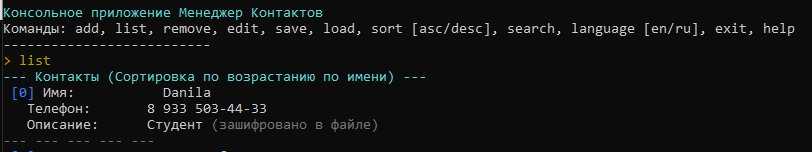 Консольное приложение Менеджер Контактов
Команды: add, list, remove, edit, save, load, sort [asc/desc], search, language [en/ru], exit, help
--------------------------
> list
--- Контакты (Сортировка по возрастанию по имени) ---
[0] Имя: Danila
Телефон: 8 933 503-44-33
Описание: Студент (зашифровано в файле)
--- --- --- --- ---